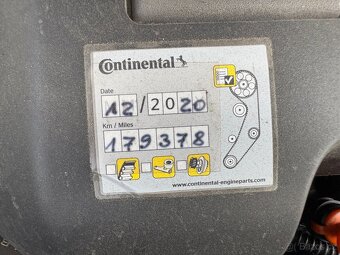 Continental
Date
12/2020
Km / Miles
179378
www.continental-engineparts.com